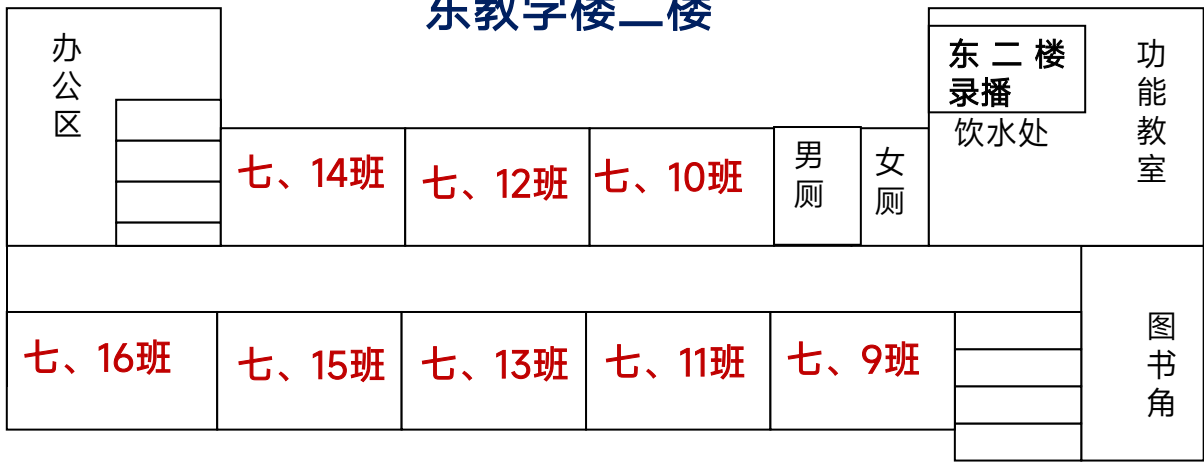 东教学楼二楼
办公区
东二楼
录播
饮水处
功能教室
七、14班
七、12班
七、10班
男厕
女厕
七、16班
七、15班
七、13班
七、11班
七、9班
图书角